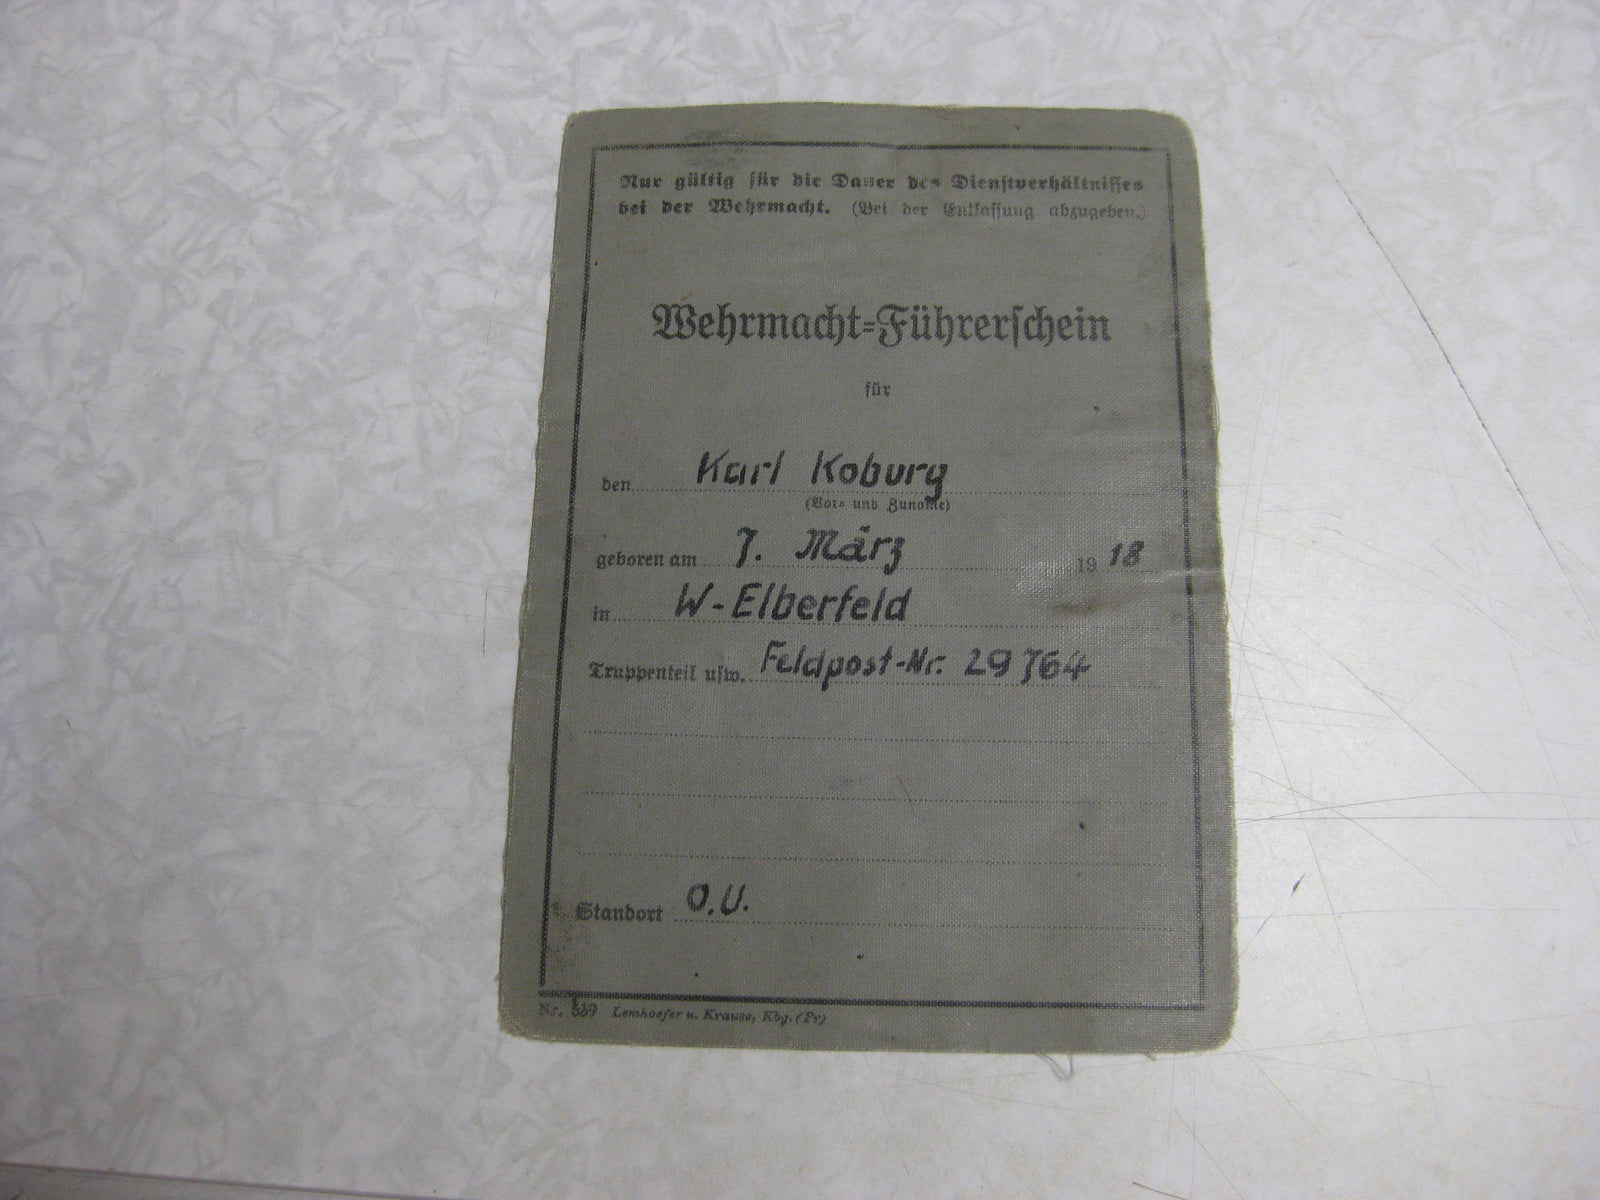 Nur gültig für die Dauer des Dienstverhältnisses
bei der Wehrmacht. (Bei der Entlassung abzugeben.)
Wehrmacht=Führerschein
für
den Karl Koburg
(Vor= und Zuname)
geboren am 7. März 1918
in W-Elberfeld
Truppenteil usw. Feldpost-Nr. 29764
Standort O.U.
Nr. Lemhoefer u. Krause, Kbg. (Pr)